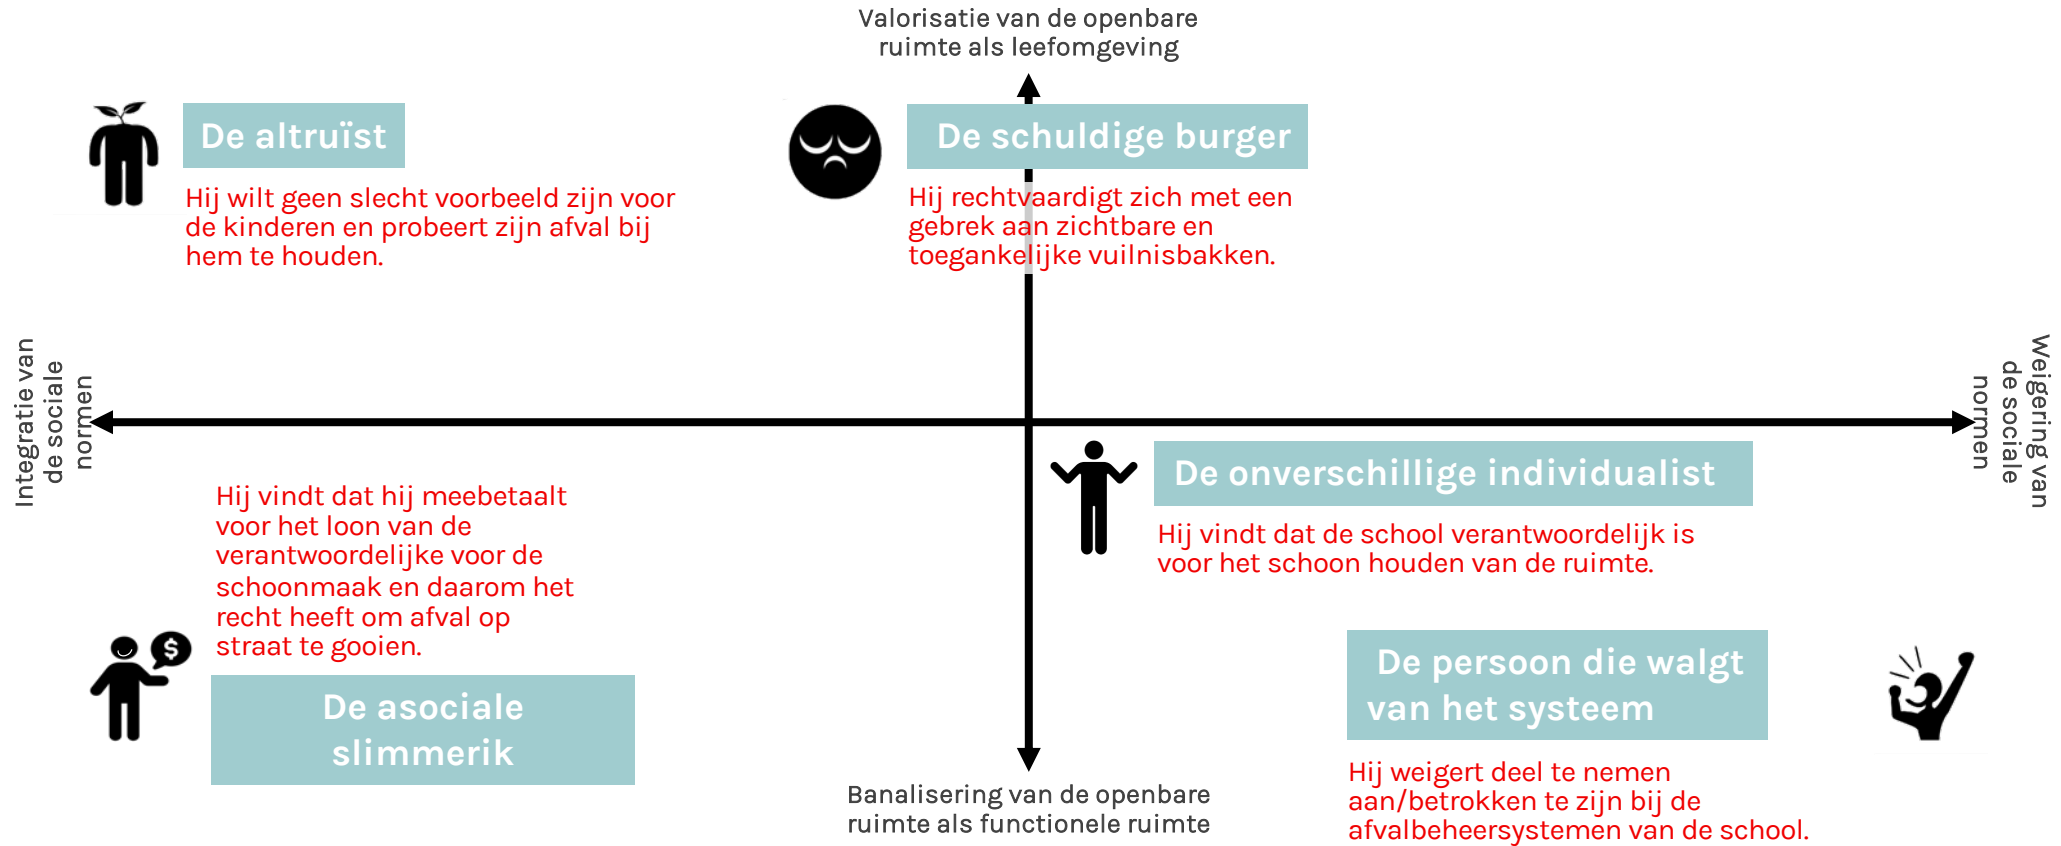 Valorisatie van de openbare
ruimte als leefomgeving
De altruïst
Hij wilt geen slecht voorbeeld zijn voor
de kinderen en probeert zijn afval bij
hem te houden.
De schuldige burger
Hij rechtvaardigt zich met een
gebrek aan zichtbare en
toegankelijke vuilnisbakken.
Integratie van
de sociale
normen
Weigering van
de sociale
normen
De onverschillige individualist
Hij vindt dat de school verantwoordelijk is
voor het schoon houden van de ruimte.
Hij vindt dat hij meebetaalt
voor het loon van de
verantwoordelijke voor de
schoonmaak en daarom het
recht heeft om afval op
straat te gooien.
$
De asociale
slimmerik
De persoon die walgt
van het systeem
Hij weigert deel te nemen
aan/betrokken te zijn bij de
afvalbeheersystemen van de school.
Banalisering van de openbare
ruimte als functionele ruimte